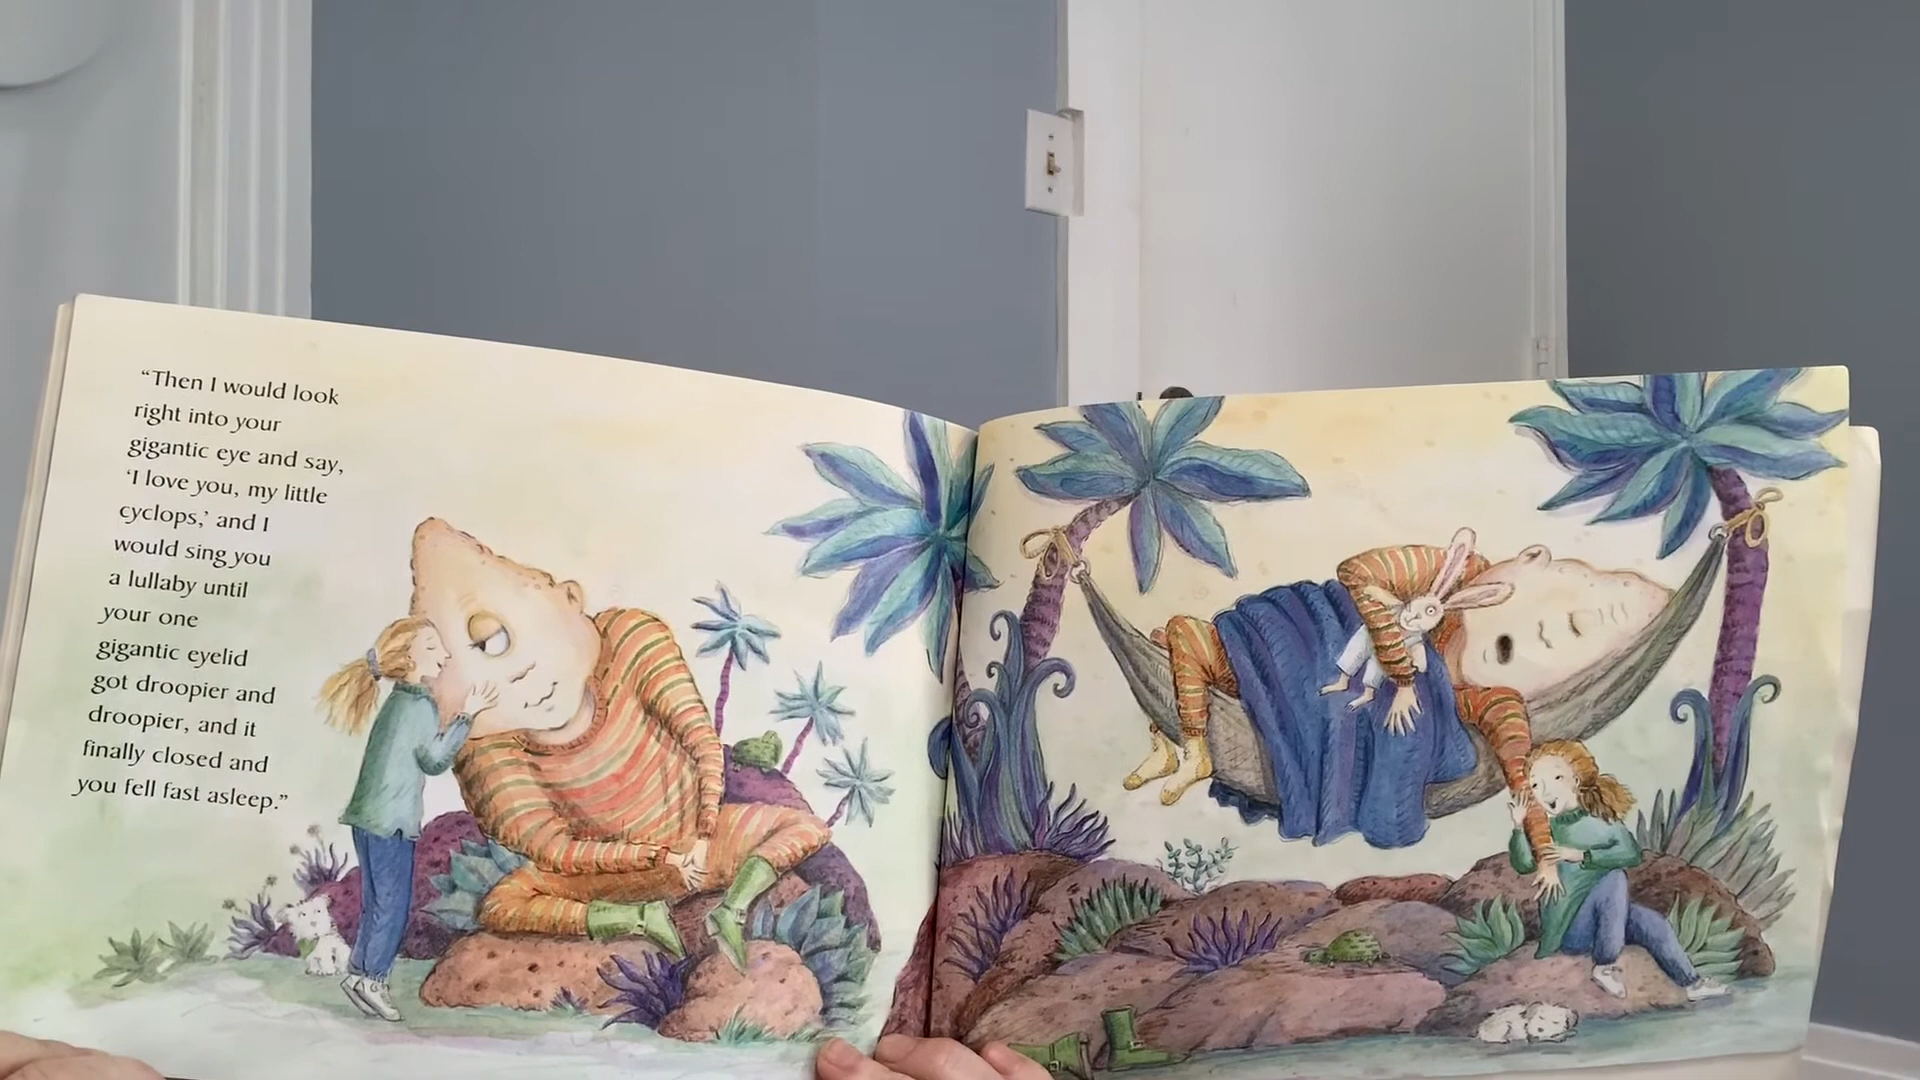 “Then I would look
right into your
gigantic eye and say,
‘I love you, my little
cyclops,’ and I
would sing you
a lullaby until
your one
gigantic eyelid
got droopier and
droopier, and it
finally closed and
you fell fast asleep.”